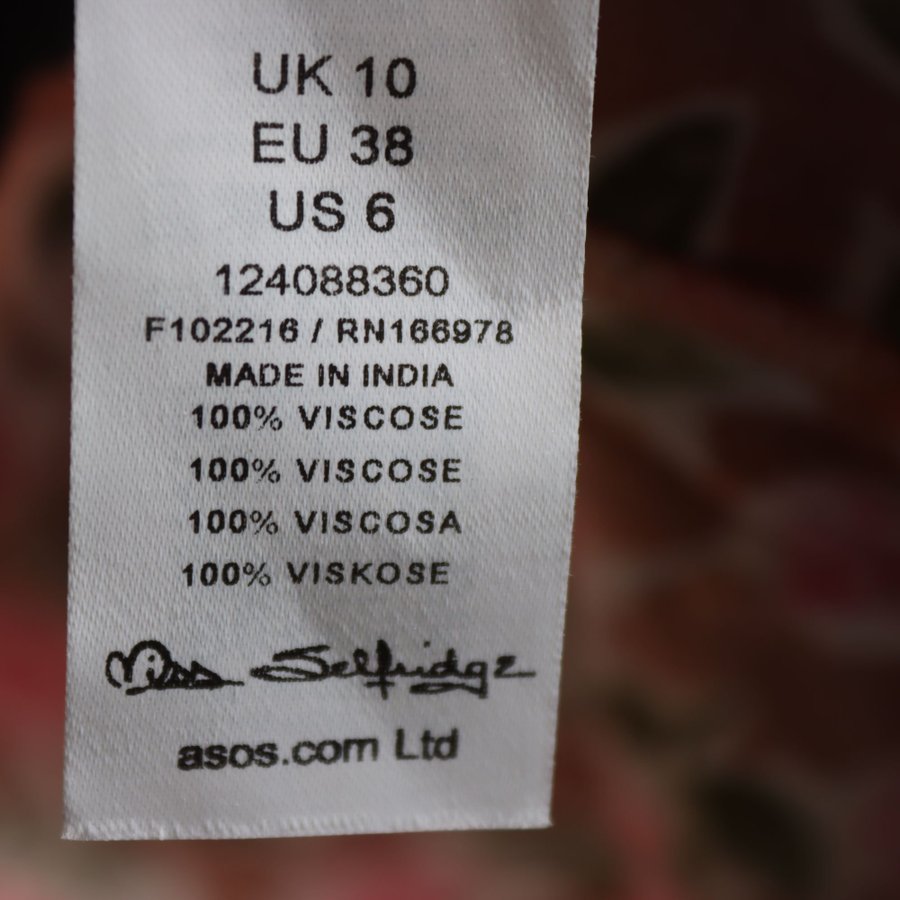 UK 10
EU 38
US 6
124088360
F102216 / RN166978
MADE IN INDIA
100% VISCOSE
100% VISCOSE
100% VISCOSA
100% VISKOSE
Miss Selfridge
asos.com Ltd